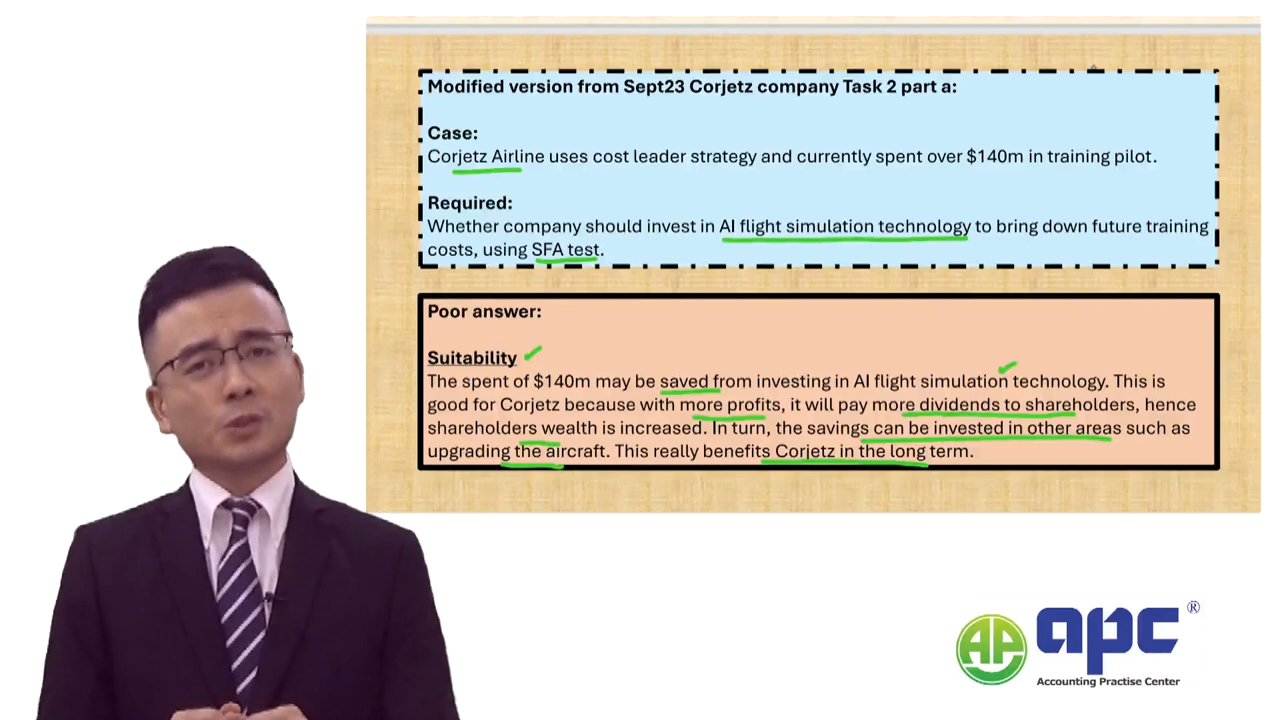 Modified version from Sept23 Corjetz company Task 2 part a:
Case:
Corjetz Airline uses cost leader strategy and currently spent over $140m in training pilot.
Required:
Whether company should invest in AI flight simulation technology to bring down future training
costs, using SFA test.
Poor answer:
Suitability
The spent of $140m may be saved from investing in AI flight simulation technology. This is
good for Corjetz because with more profits, it will pay more dividends to shareholders, hence
shareholders wealth is increased. In turn, the savings can be invested in other areas such as
upgrading the aircraft. This really benefits Corjetz in the long term.
AP
apc ®
Accounting Practise Center